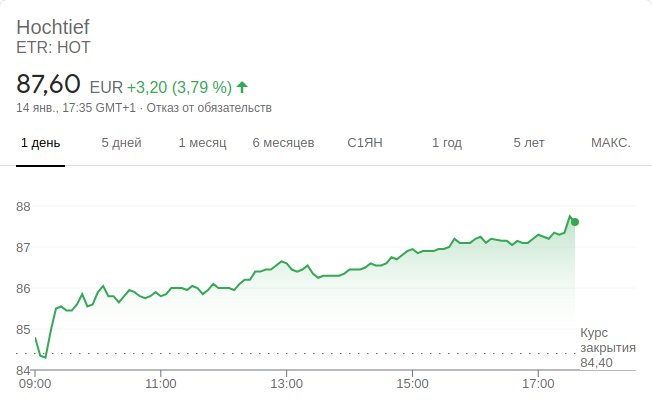 Hochtief
ETR: HOT
87,60 EUR +3,20 (3,79 %)
14 янв., 17:35 GMT+1 · Отказ от обязательств
1 день 5 дней 1 месяц 6 месяцев С1ЯН 1 год 5 лет МАКС.
88
87
86
85
Курс
закрытия
84,40
84
09:00 11:00 13:00 15:00 17:00